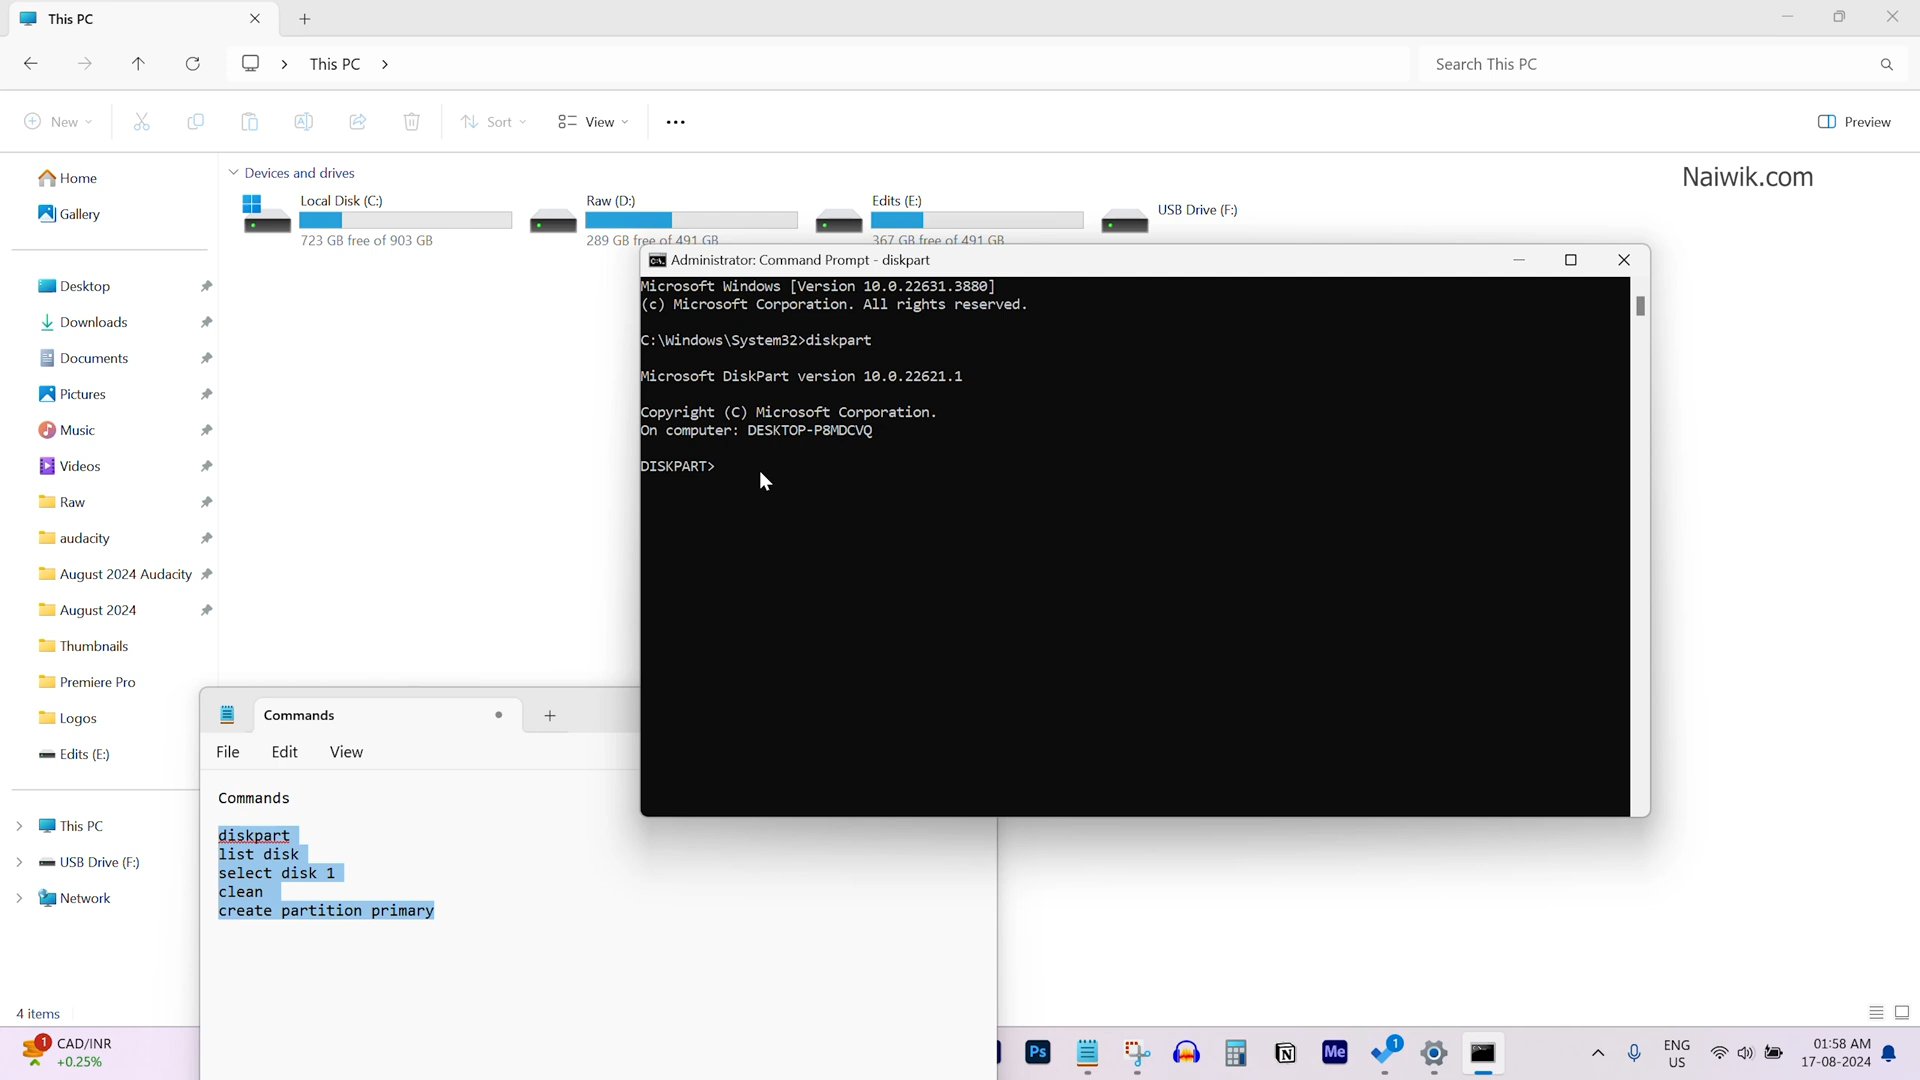 This PC
This PC
Search This PC
New
Sort
View
Preview
Home
Gallery
Desktop
Downloads
Documents
Pictures
Music
Videos
Raw
audacity
August 2024 Audacity
August 2024
Thumbnails
Premiere Pro
Logos
Edits (E:)
This PC
USB Drive (F:)
Network
4 items
Devices and drives
Local Disk (C:)
723 GB free of 903 GB
Raw (D:)
289 GB free of 491 GB
Edits (E:)
367 GB free of 491 GB
USB Drive (F:)
Naiwik.com
Administrator: Command Prompt - diskpart
Microsoft Windows [Version 10.0.22631.3880]
(c) Microsoft Corporation. All rights reserved.
C:\Windows\System32>diskpart
Microsoft DiskPart version 10.0.22621.1
Copyright (C) Microsoft Corporation.
On computer: DESKTOP-P8MDCVQ
DISKPART>
Commands
File Edit View
Commands
diskpart
list disk
select disk 1
clean
create partition primary
1
CAD/INR
+0.25%
Ps
Me
1
ENG
US
01:58 AM
17-08-2024